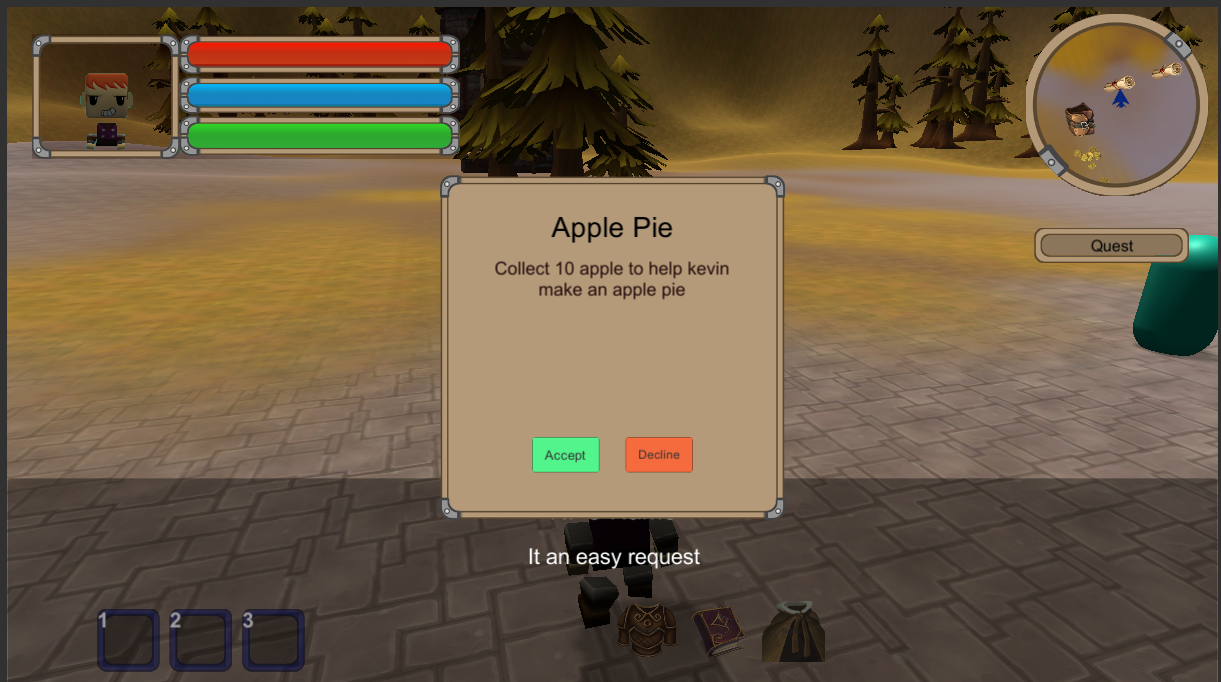 Apple Pie
Collect 10 apple to help kevin
make an apple pie
Quest
Accept
Decline
It an easy request
1
2
3